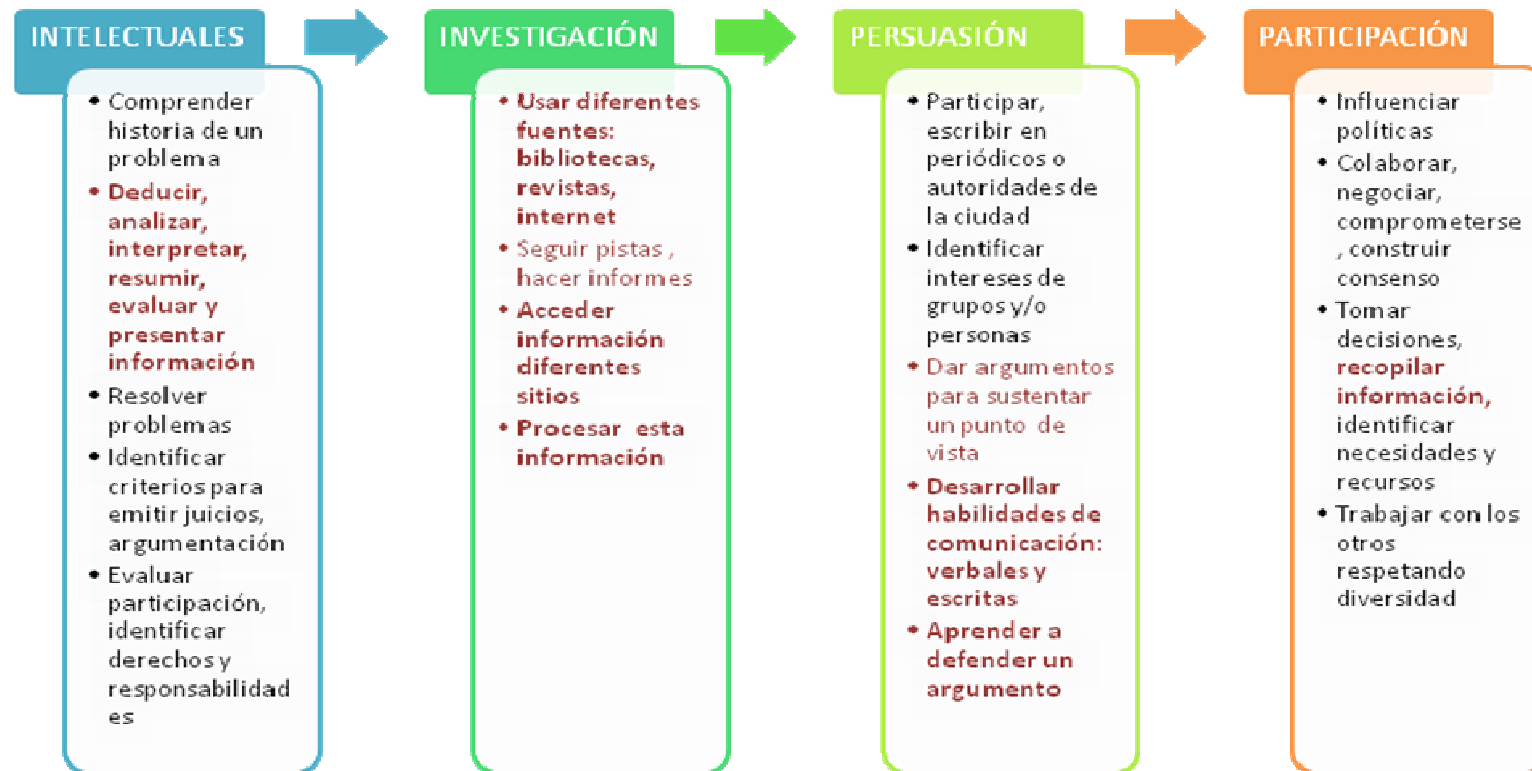 INTELECTUALES
• Comprender
historia de un
problema
• Deducir,
analizar,
interpretar,
resumir,
evaluar y
presentar
información
• Resolver
problemas
• Identificar
criterios para
emitir juicios,
argumentación
• Evaluar
participación,
identificar
derechos y
responsabilidad
es
INVESTIGACIÓN
• Usar diferentes
fuentes:
bibliotecas,
revistas,
internet
• Seguir pistas ,
hacer informes
• Acceder
información
diferentes
sitios
• Procesar esta
información
PERSUASIÓN
• Participar,
escribir en
periódicos o
autoridades de
la ciudad
• Identificar
intereses de
grupos y/o
personas
• Dar argumentos
para sustentar
un punto de
vista
• Desarrollar
habilidades de
comunicación:
verbales y
escritas
• Aprender a
defender un
argumento
PARTICIPACIÓN
• Influenciar
políticas
• Colaborar,
negociar,
comprometerse
, construir
consenso
• Tomar
decisiones,
recopilar
información,
identificar
necesidades y
recursos
• Trabajar con los
otros
respetando
diversidad